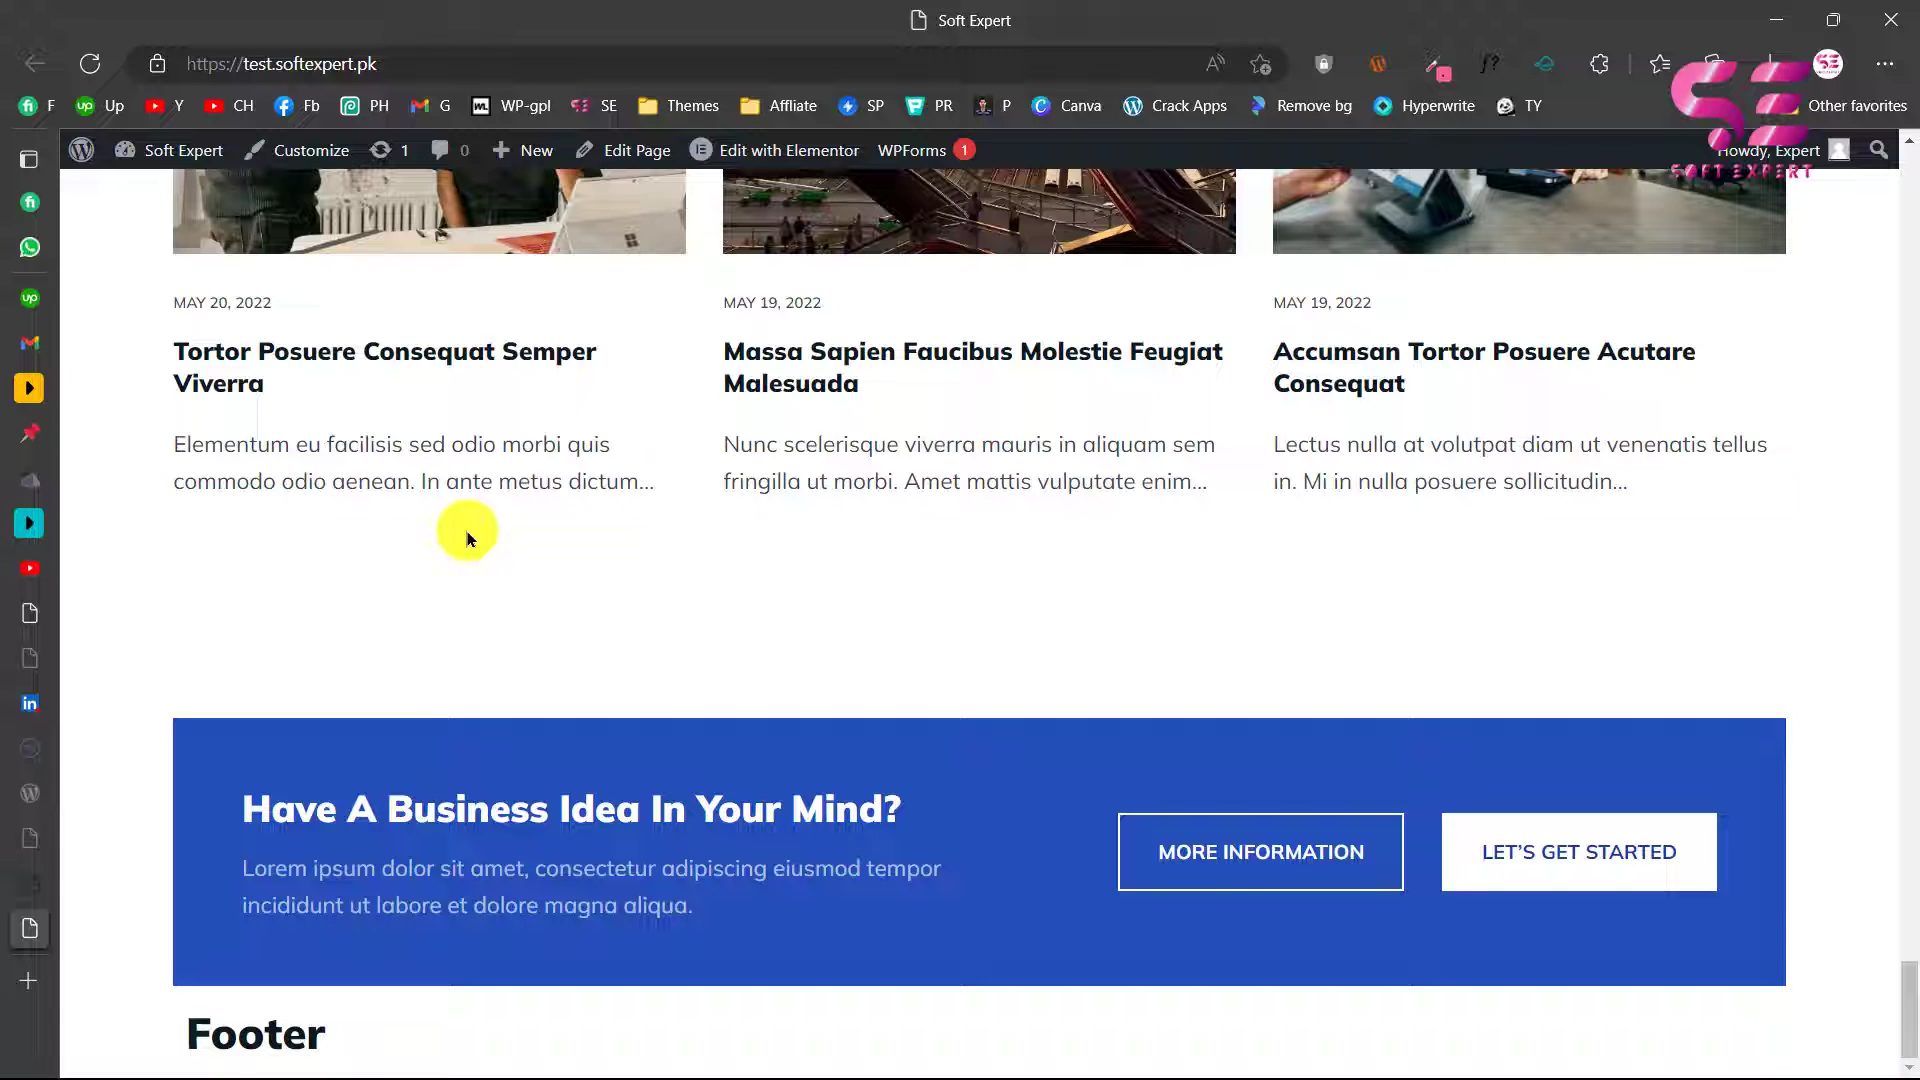 Soft Expert
https://test.softexpert.pk
F Up Y CH Fb PH G WP-gpl SE Themes Affliate SP PR P Canva Crack Apps Remove bg Hyperwrite TY Other favorites
Soft Expert Customize 1 0 New Edit Page Edit with Elementor WPForms 1 Howdy, Expert
SOFT EXPERT
MAY 20, 2022
Tortor Posuere Consequat Semper
Viverra
Elementum eu facilisis sed odio morbi quis
commodo odio aenean. In ante metus dictum...
MAY 19, 2022
Massa Sapien Faucibus Molestie Feugiat
Malesuada
Nunc scelerisque viverra mauris in aliquam sem
fringilla ut morbi. Amet mattis vulputate enim...
MAY 19, 2022
Accumsan Tortor Posuere Acutare
Consequat
Lectus nulla at volutpat diam ut venenatis tellus
in. Mi in nulla posuere sollicitudin...
Have A Business Idea In Your Mind?
Lorem ipsum dolor sit amet, consectetur adipiscing eiusmod tempor
incididunt ut labore et dolore magna aliqua.
MORE INFORMATION
LET’S GET STARTED
Footer